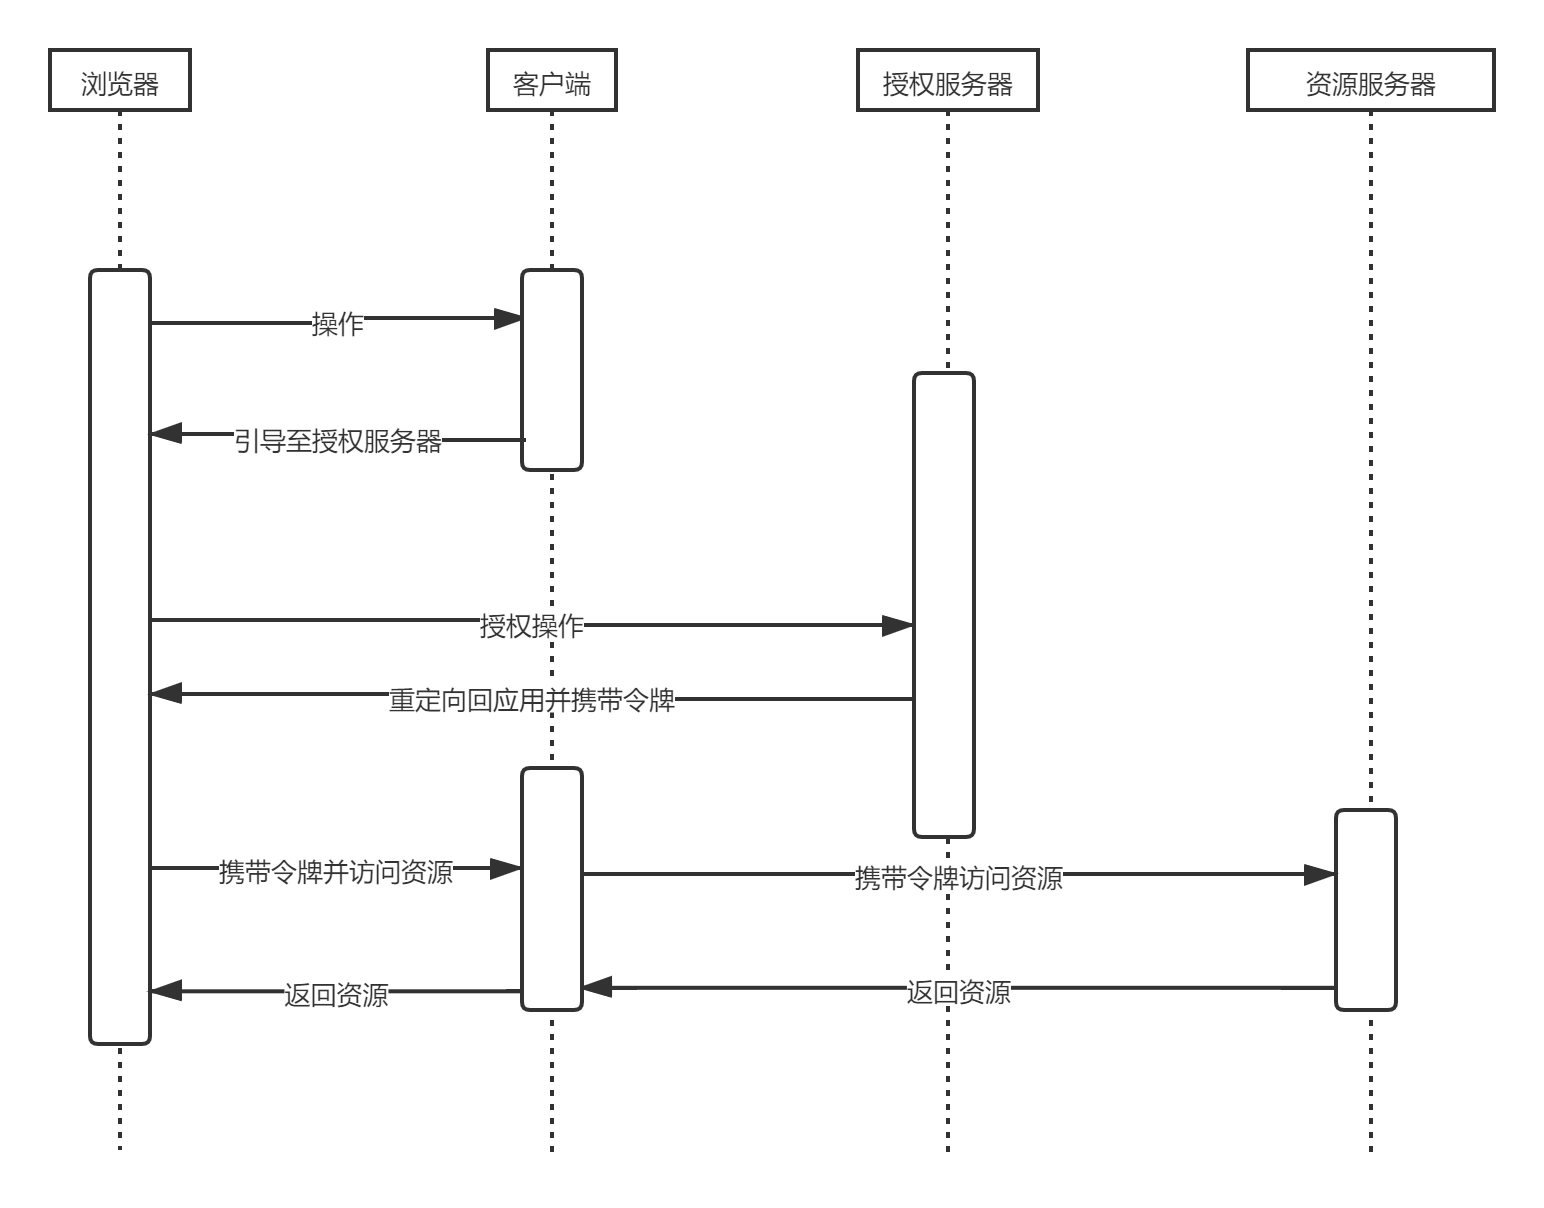 浏览器
客户端
授权服务器
资源服务器
操作
引导至授权服务器
授权操作
重定向回应用并携带令牌
携带令牌并访问资源
携带令牌访问资源
返回资源
返回资源